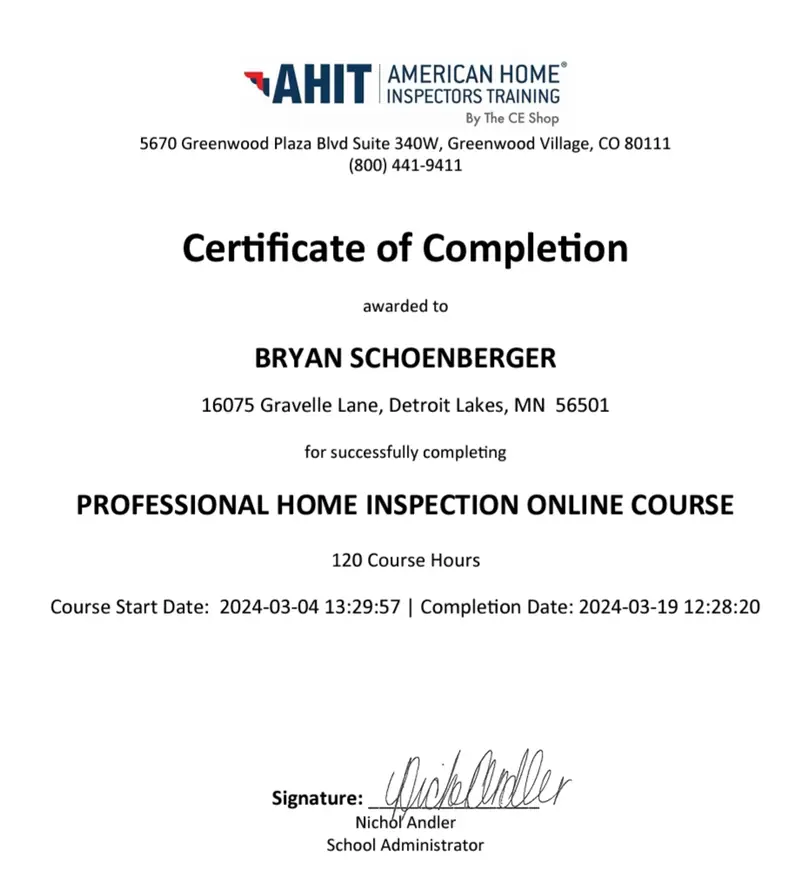 AHIT
AMERICAN HOME®
INSPECTORS TRAINING
By The CE Shop
5670 Greenwood Plaza Blvd Suite 340W, Greenwood Village, CO 80111
(800) 441-9411
Certificate of Completion
awarded to
BRYAN SCHOENBERGER
16075 Gravelle Lane, Detroit Lakes, MN  56501
for successfully completing
PROFESSIONAL HOME INSPECTION ONLINE COURSE
120 Course Hours
Course Start Date:  2024-03-04 13:29:57 | Completion Date: 2024-03-19 12:28:20
Signature: Nichol Andler
Nichol Andler
School Administrator